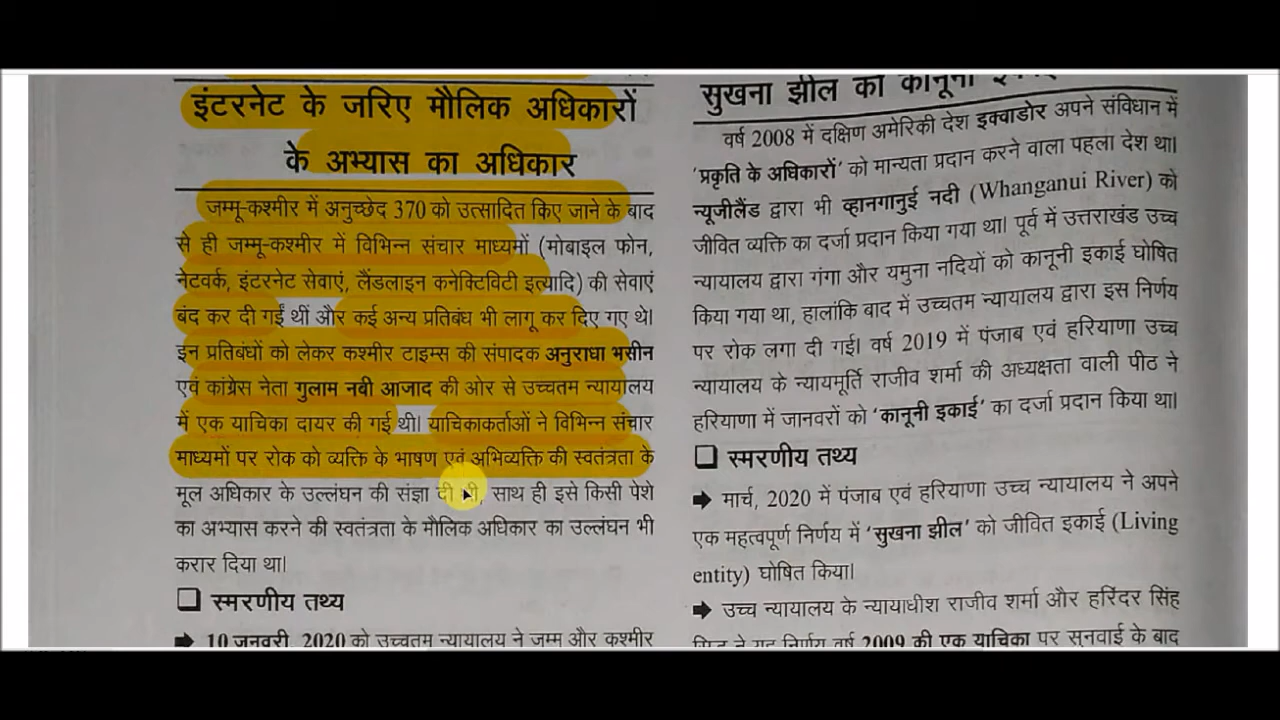 इंटरनेट के जरिए मौलिक अधिकारों
के अभ्यास का अधिकार
जम्मू-कश्मीर में अनुच्छेद 370 को उत्सादित किए जाने के बाद
से ही जम्मू-कश्मीर में विभिन्न संचार माध्यमों (मोबाइल फोन,
नेटवर्क, इंटरनेट सेवाएं, लैंडलाइन कनेक्टिविटी इत्यादि) की सेवाएं
बंद कर दी गईं थीं और कई अन्य प्रतिबंध भी लागू कर दिए गए थे।
इन प्रतिबंधों को लेकर कश्मीर टाइम्स की संपादक अनुराधा भसीन
एवं कांग्रेस नेता गुलाम नबी आजाद की ओर से उच्चतम न्यायालय
में एक याचिका दायर की गई थी। याचिकाकर्ताओं ने विभिन्न संचार
माध्यमों पर रोक को व्यक्ति के भाषण एवं अभिव्यक्ति की स्वतंत्रता के
मूल अधिकार के उल्लंघन की संज्ञा दी थी, साथ ही इसे किसी पेशे
का अभ्यास करने की स्वतंत्रता के मौलिक अधिकार का उल्लंघन भी
करार दिया था।
❑ स्मरणीय तथ्य
➡ 10 जनवरी, 2020 को उच्चतम न्यायालय ने जम्मू और कश्मीर
सुखना झील को कानूनी
वर्ष 2008 में दक्षिण अमेरिकी देश इक्वाडोर अपने संविधान में
'प्रकृति के अधिकारों' को मान्यता प्रदान करने वाला पहला देश था।
न्यूजीलैंड द्वारा भी व्हानगानुई नदी (Whanganui River) को
जीवित व्यक्ति का दर्जा प्रदान किया गया था। पूर्व में उत्तराखंड उच्च
न्यायालय द्वारा गंगा और यमुना नदियों को कानूनी इकाई घोषित
किया गया था, हालांकि बाद में उच्चतम न्यायालय द्वारा इस निर्णय
पर रोक लगा दी गई। वर्ष 2019 में पंजाब एवं हरियाणा उच्च
न्यायालय के न्यायमूर्ति राजीव शर्मा की अध्यक्षता वाली पीठ ने
हरियाणा में जानवरों को 'कानूनी इकाई' का दर्जा प्रदान किया था।
❑ स्मरणीय तथ्य
➡ मार्च, 2020 में पंजाब एवं हरियाणा उच्च न्यायालय ने अपने
एक महत्वपूर्ण निर्णय में 'सुखना झील' को जीवित इकाई (Living
entity) घोषित किया।
➡ उच्च न्यायालय के न्यायाधीश राजीव शर्मा और हरिंदर सिंह
ने यह निर्णय वर्ष 2009 की एक याचिका पर सुनवाई के बाद